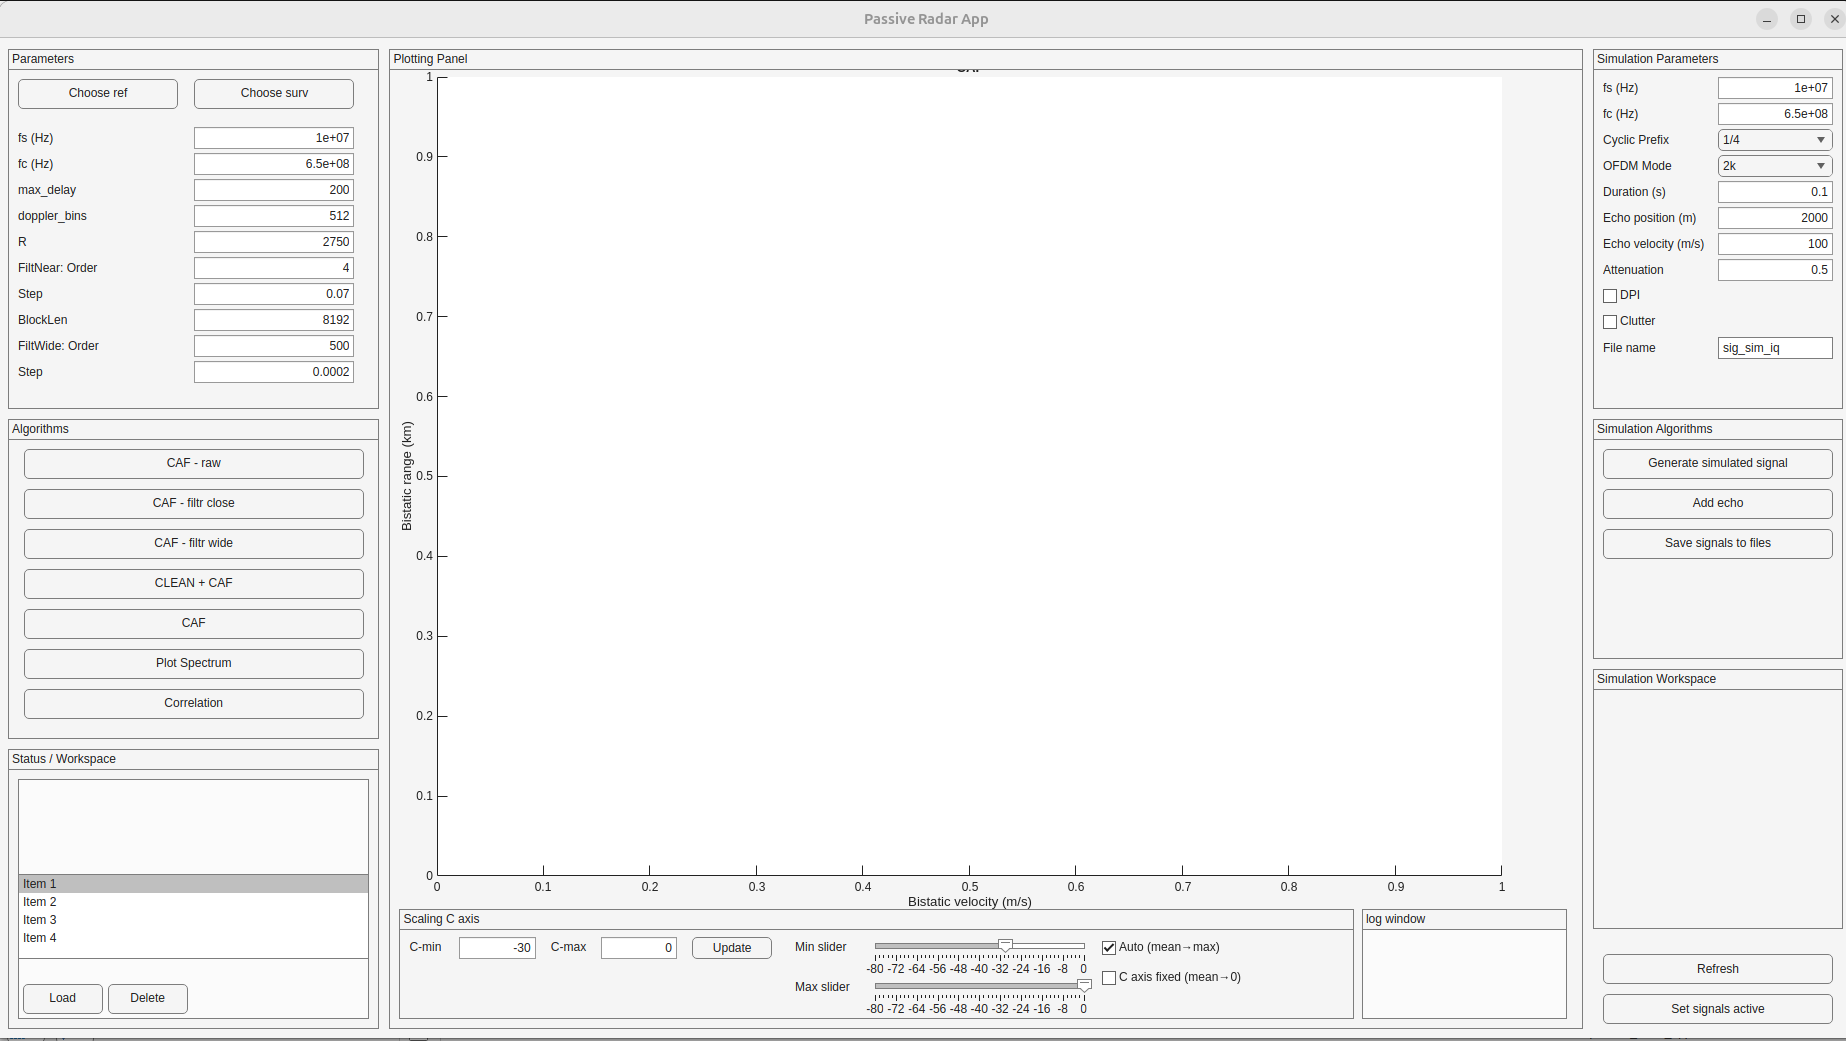 Passive Radar App
Parameters
Choose ref
Choose surv
fs (Hz) 1e+07
fc (Hz) 6.5e+08
max_delay 200
doppler_bins 512
R 2750
FiltNear: Order 4
Step 0.07
BlockLen 8192
FiltWide: Order 500
Step 0.0002
Algorithms
CAF - raw
CAF - filtr close
CAF - filtr wide
CLEAN + CAF
CAF
Plot Spectrum
Correlation
Status / Workspace
Item 1
Item 2
Item 3
Item 4
Load
Delete
Plotting Panel
1
0.9
0.8
0.7
0.6
0.5
0.4
0.3
0.2
0.1
0
Bistatic range (km)
0 0.1 0.2 0.3 0.4 0.5 0.6 0.7 0.8 0.9 1
Bistatic velocity (m/s)
Scaling C axis
C-min -30 C-max 0 Update
Min slider
-80 -72 -64 -56 -48 -40 -32 -24 -16 -8 0
Max slider
-80 -72 -64 -56 -48 -40 -32 -24 -16 -8 0
Auto (mean→max)
C axis fixed (mean→0)
log window
Simulation Parameters
fs (Hz) 1e+07
fc (Hz) 6.5e+08
Cyclic Prefix 1/4
OFDM Mode 2k
Duration (s) 0.1
Echo position (m) 2000
Echo velocity (m/s) 100
Attenuation 0.5
DPI
Clutter
File name sig_sim_iq
Simulation Algorithms
Generate simulated signal
Add echo
Save signals to files
Simulation Workspace
Refresh
Set signals active